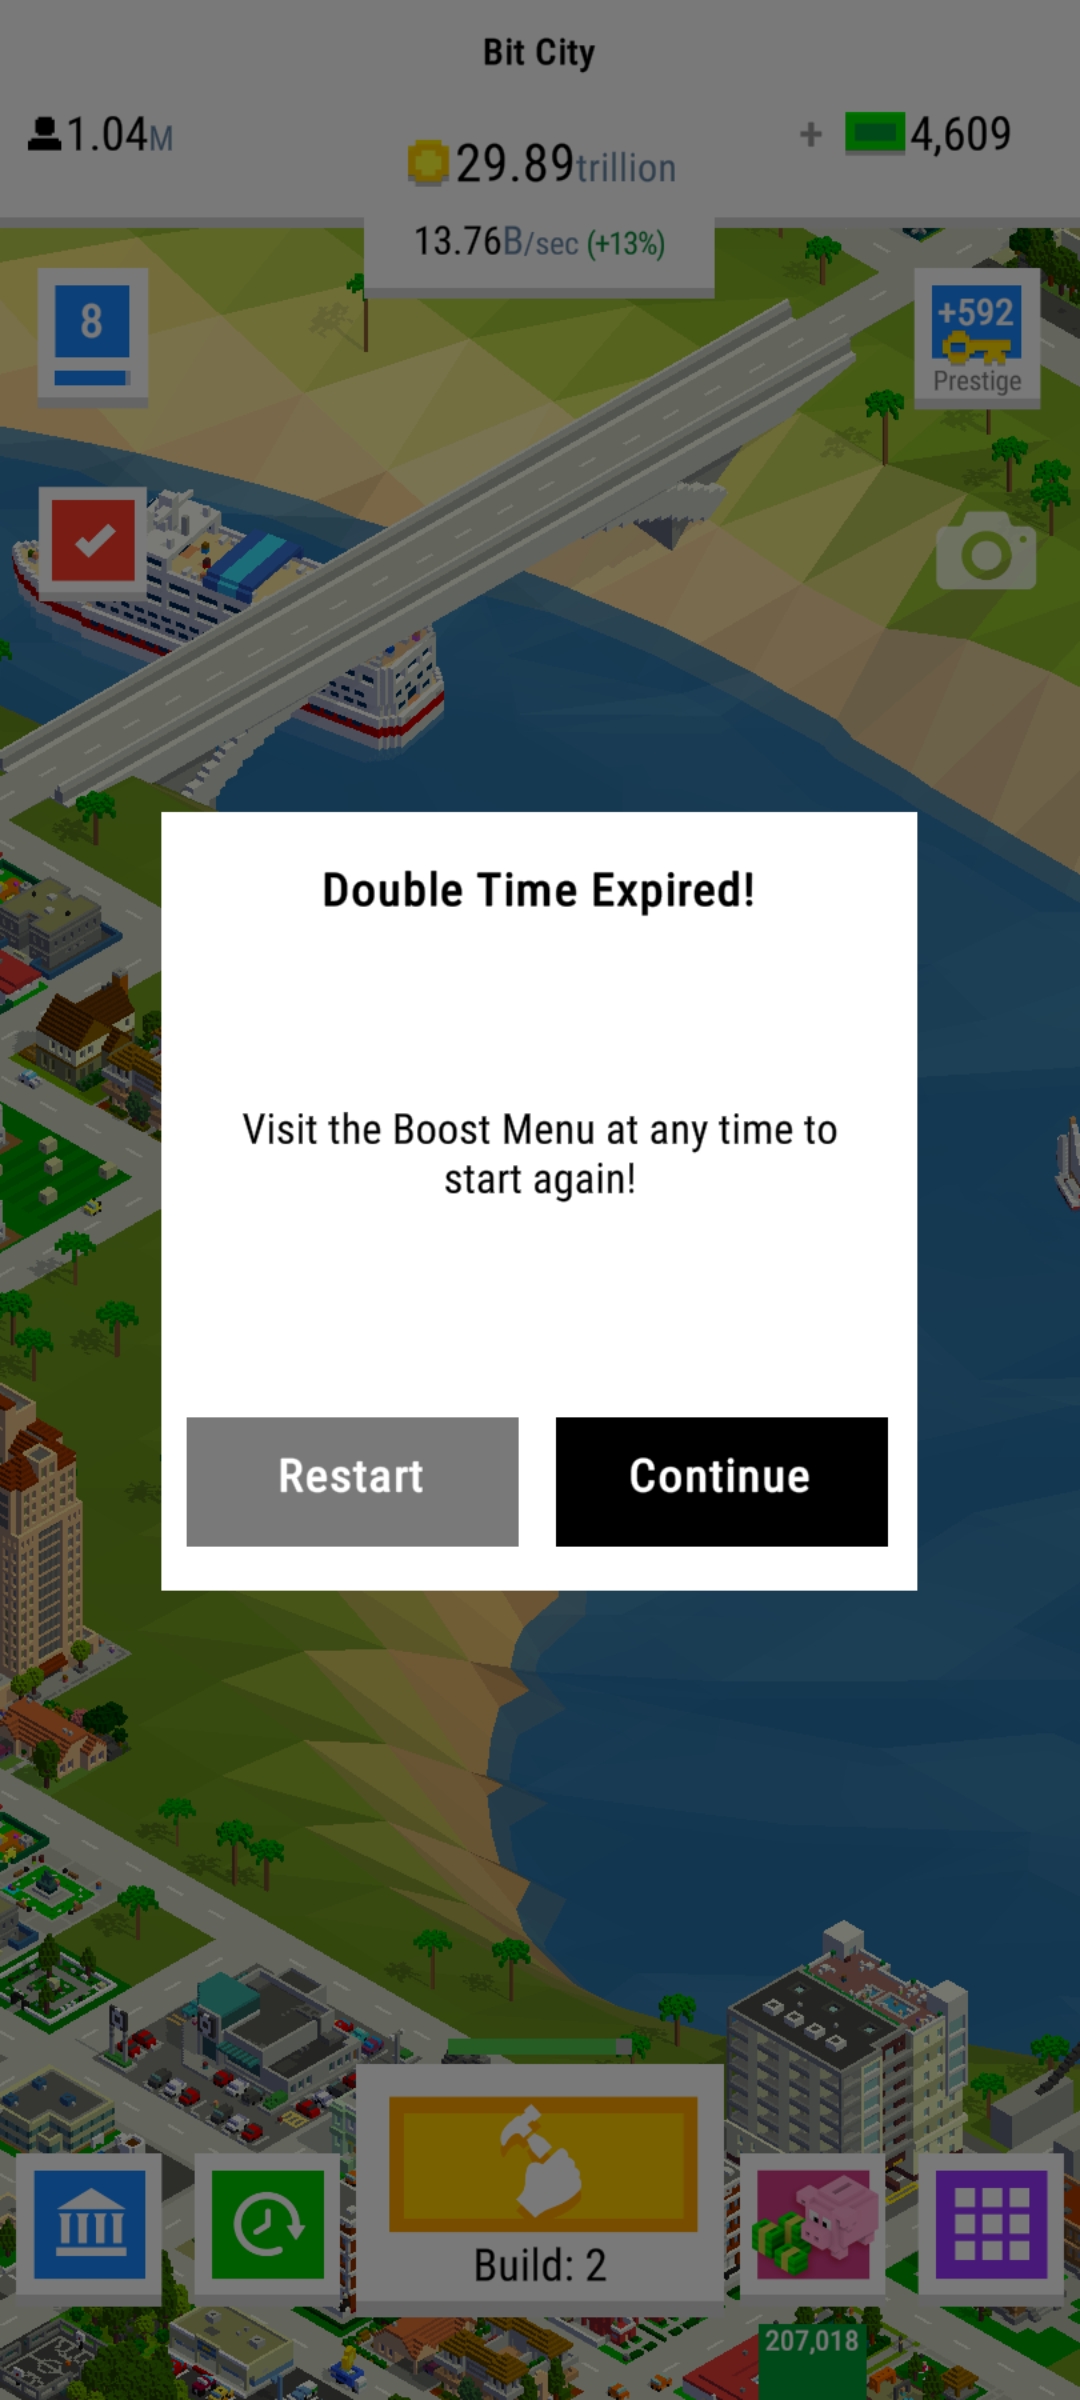 Bit City
1.04M
29.89trillion
+ 4,609
13.76B/sec (+13%)
8
+592
Prestige
Double Time Expired!
Visit the Boost Menu at any time to
start again!
Restart
Continue
Build: 2
207,018